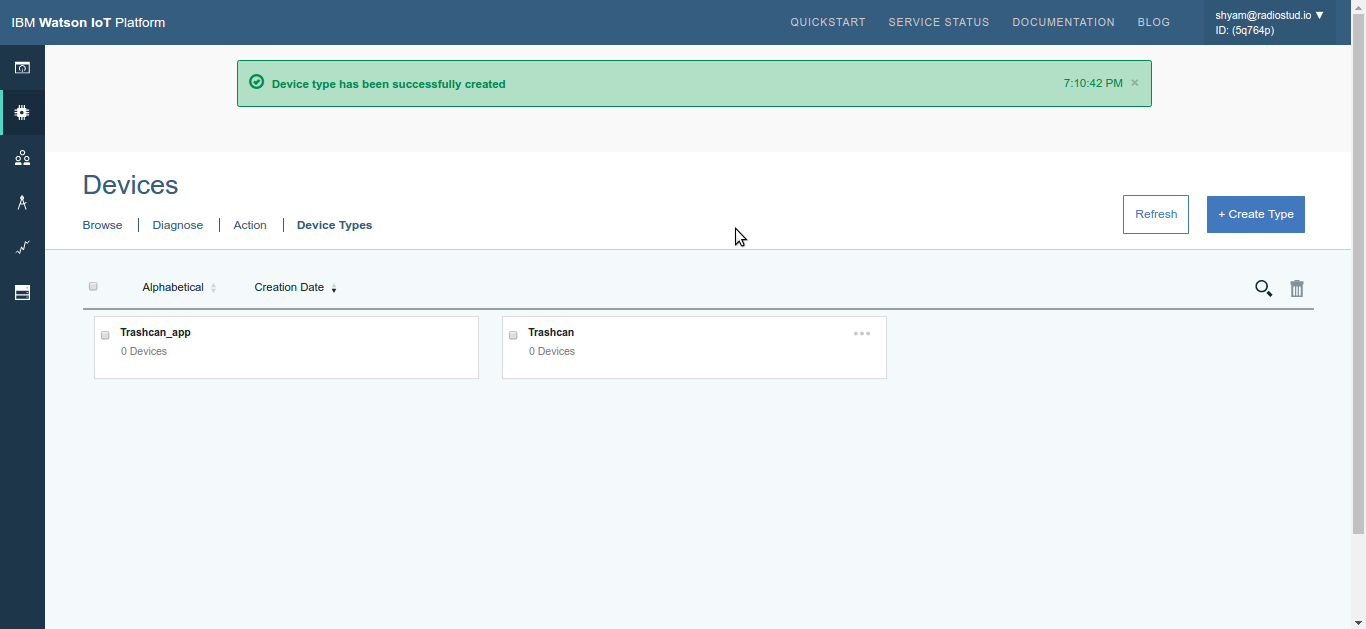 IBM Watson IoT Platform
QUICKSTART SERVICE STATUS DOCUMENTATION BLOG
shyam@radiostud.io ▼
ID: (5q764p)
Device type has been successfully created 7:10:42 PM ×
Devices
Browse Diagnose Action Device Types
Refresh + Create Type
Alphabetical Creation Date
Trashcan_app
0 Devices
Trashcan
0 Devices